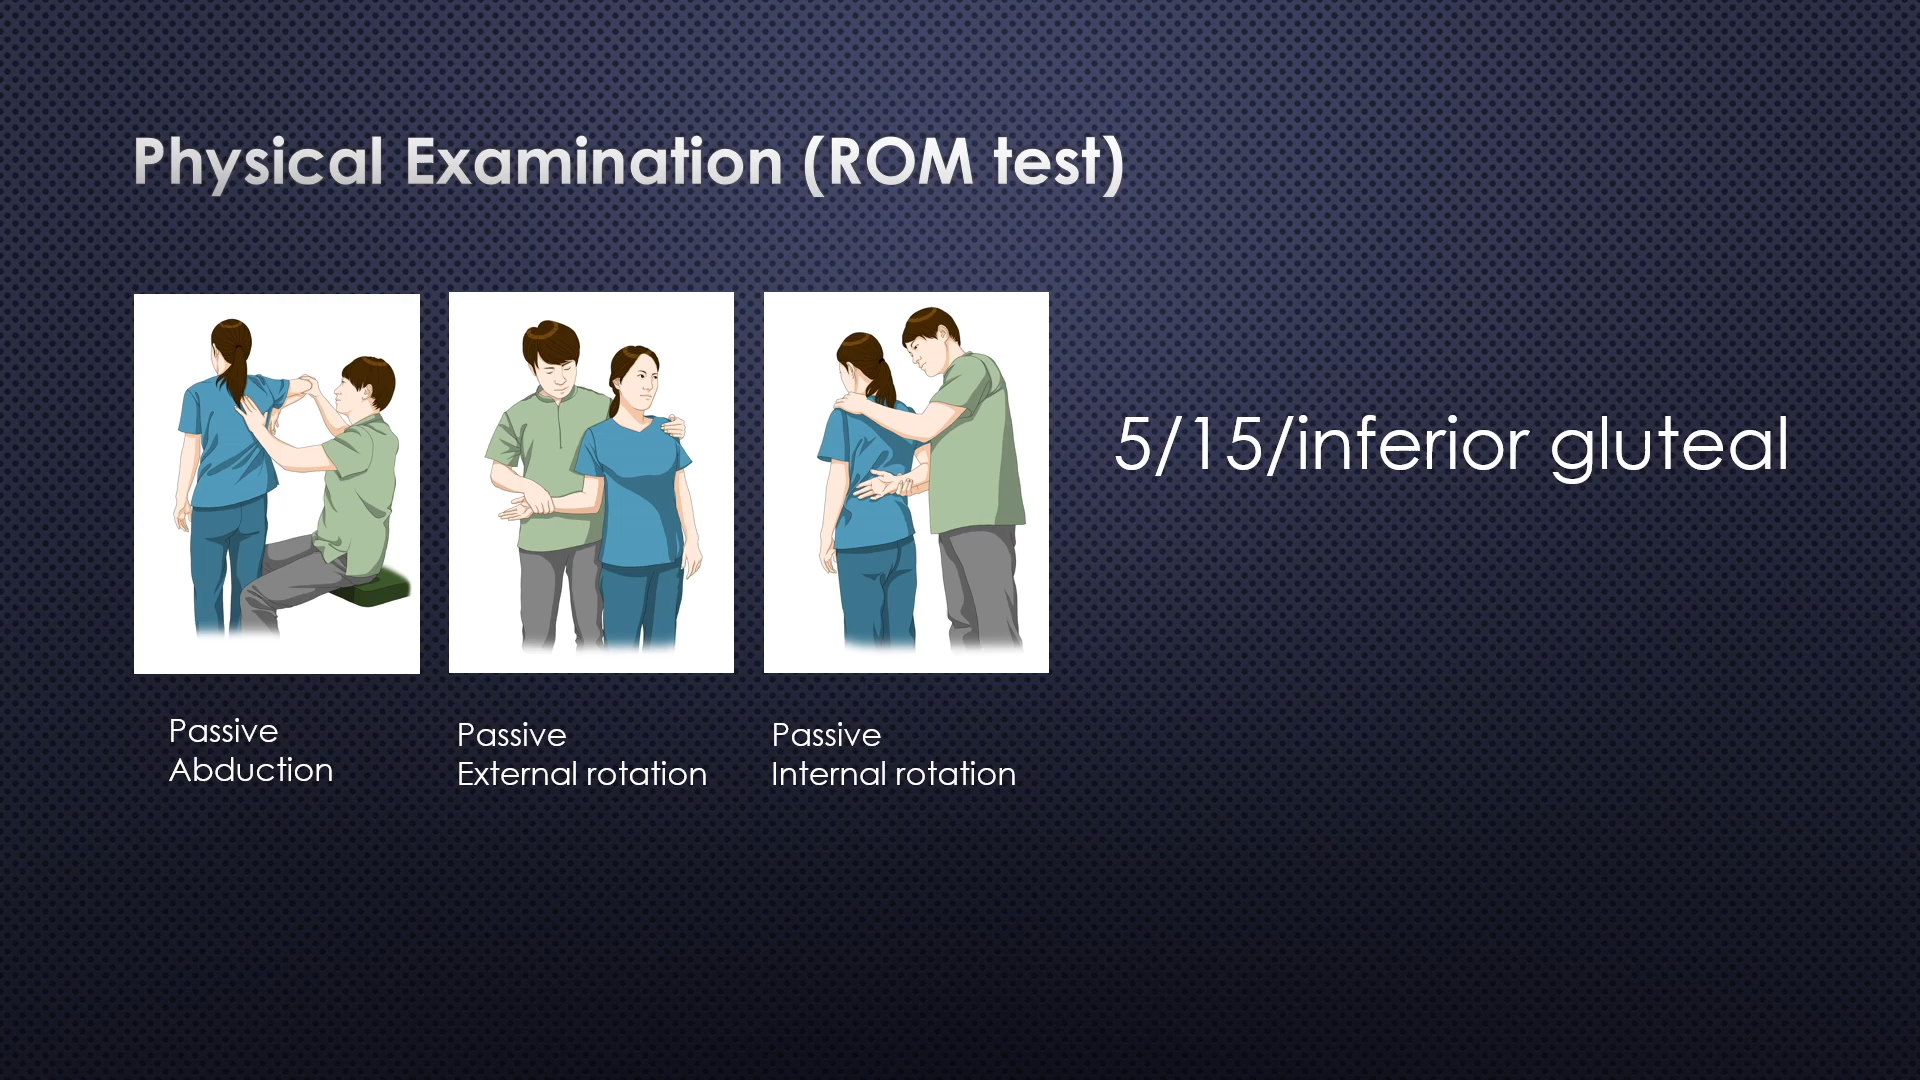 Physical Examination (ROM test)
5/15/inferior gluteal
Passive
Abduction
Passive
External rotation
Passive
Internal rotation